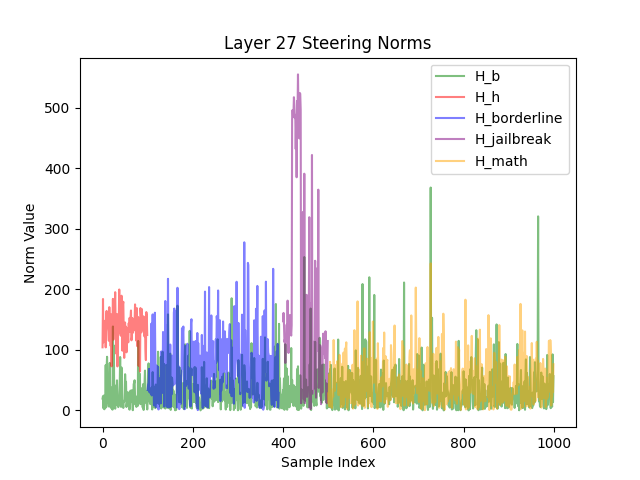 Layer 27 Steering Norms
H_b
H_h
H_borderline
H_jailbreak
H_math
Norm Value
500
400
300
200
100
0
0
200
400
600
800
1000
Sample Index